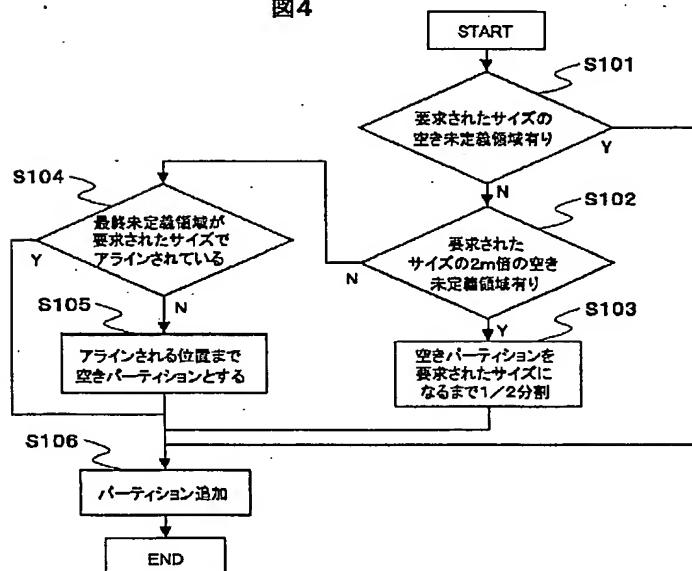 図4
START
S101
要求されたサイズの
空き未定義領域有り
Y
N
S102
要求された
サイズの2m倍の空き
未定義領域有り
N
Y
S103
空きパーティションを
要求されたサイズに
なるまで1/2分割
S104
最終未定義領域が
要求されたサイズで
アラインされている
Y
N
S105
アラインされる位置まで
空きパーティションとする
S106
パーティション追加
END